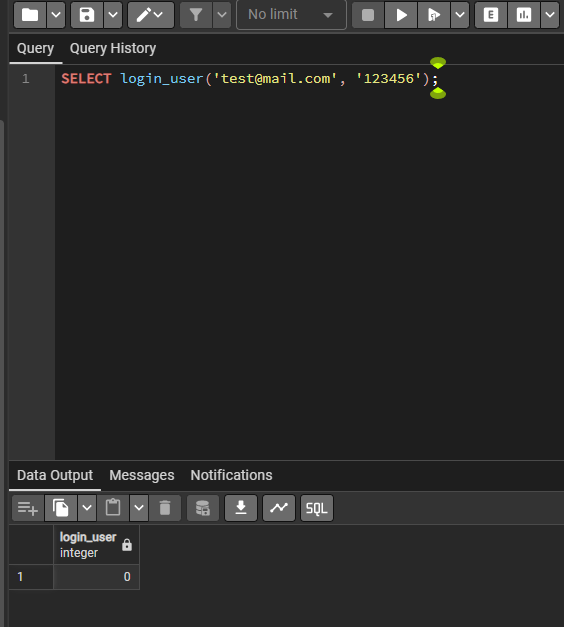 No limit
E
Query Query History
1 SELECT login_user('test@mail.com', '123456');
Data Output Messages Notifications
SQL
login_user
integer
1 0